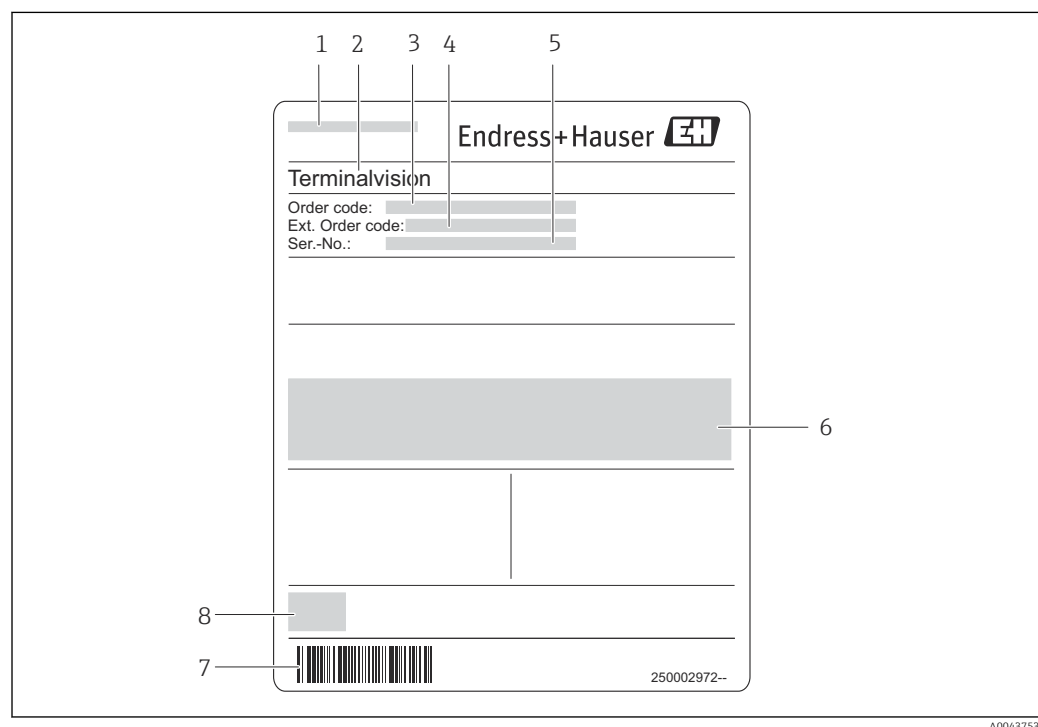 1 2 3 4 5
Endress+Hauser EH
Terminalvision
Order code:
Ext. Order code:
Ser.-No.:
6
8
7
250002972--
A0043753